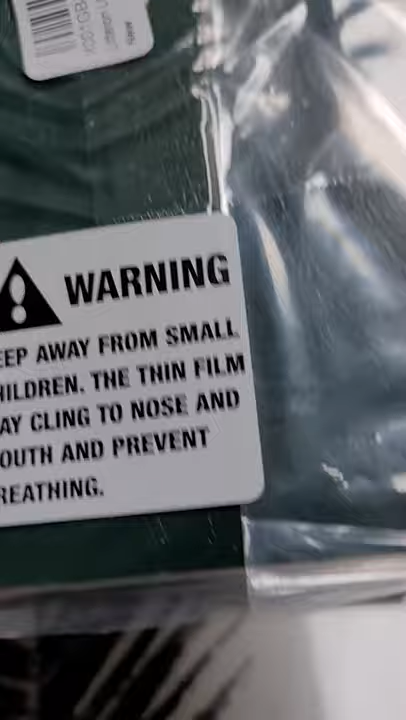 WARNING
EEP AWAY FROM SMALL
HILDREN. THE THIN FILM
AY CLING TO NOSE AND
OUTH AND PREVENT
REATHING.